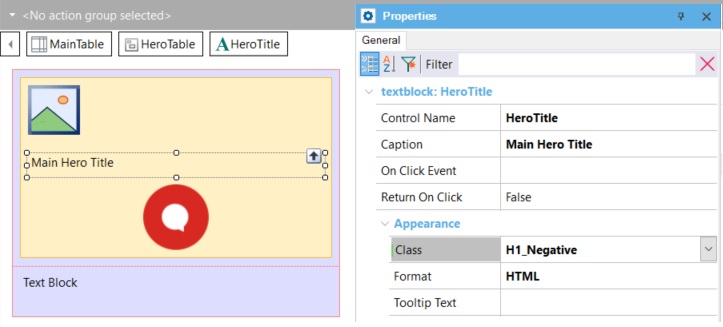 <No action group selected>
MainTable HeroTable A HeroTitle
Main Hero Title
Text Block
Properties
General
A Z Filter
textblock: HeroTitle
Control Name HeroTitle
Caption Main Hero Title
On Click Event
Return On Click False
Appearance
Class H1_Negative
Format HTML
Tooltip Text